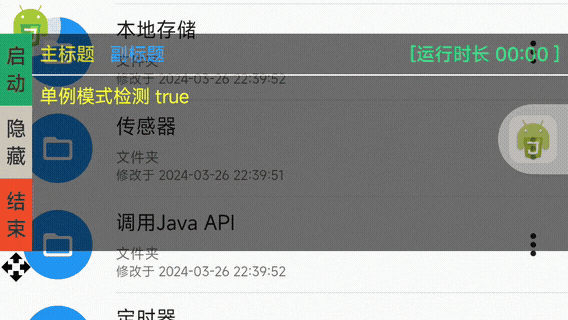 本地存储
启动
主标题 副标题 [运行时长 00:00 ]
文件夹
修改于 2024-03-26 22:39:52
单例模式检测 true
隐藏
传感器
文件夹
修改于 2024-03-26 22:39:51
结束
调用Java API
文件夹
修改于 2024-03-26 22:39:52
定时器